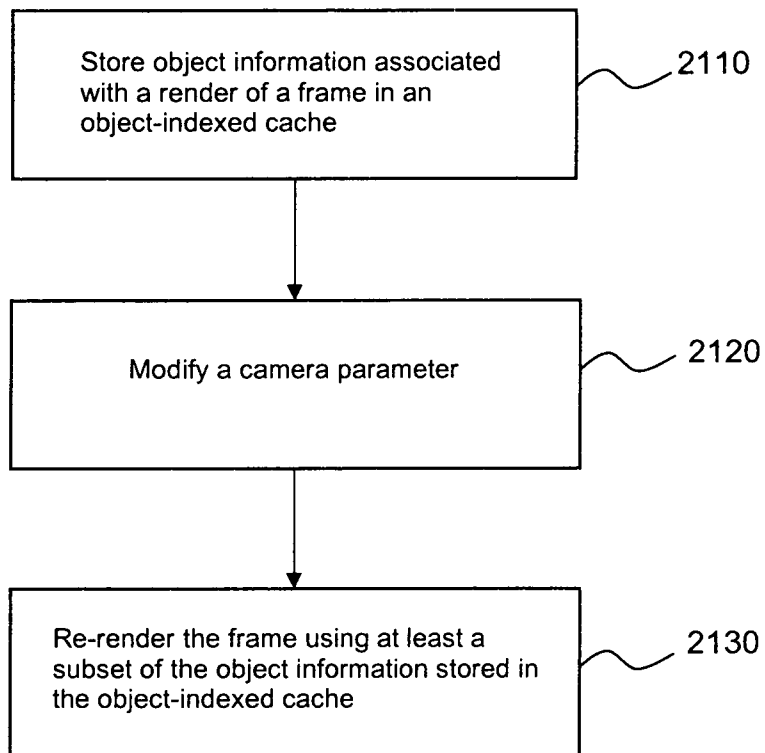 Store object information associated
with a render of a frame in an
object-indexed cache
2110
Modify a camera parameter
2120
Re-render the frame using at least a
subset of the object information stored in
the object-indexed cache
2130